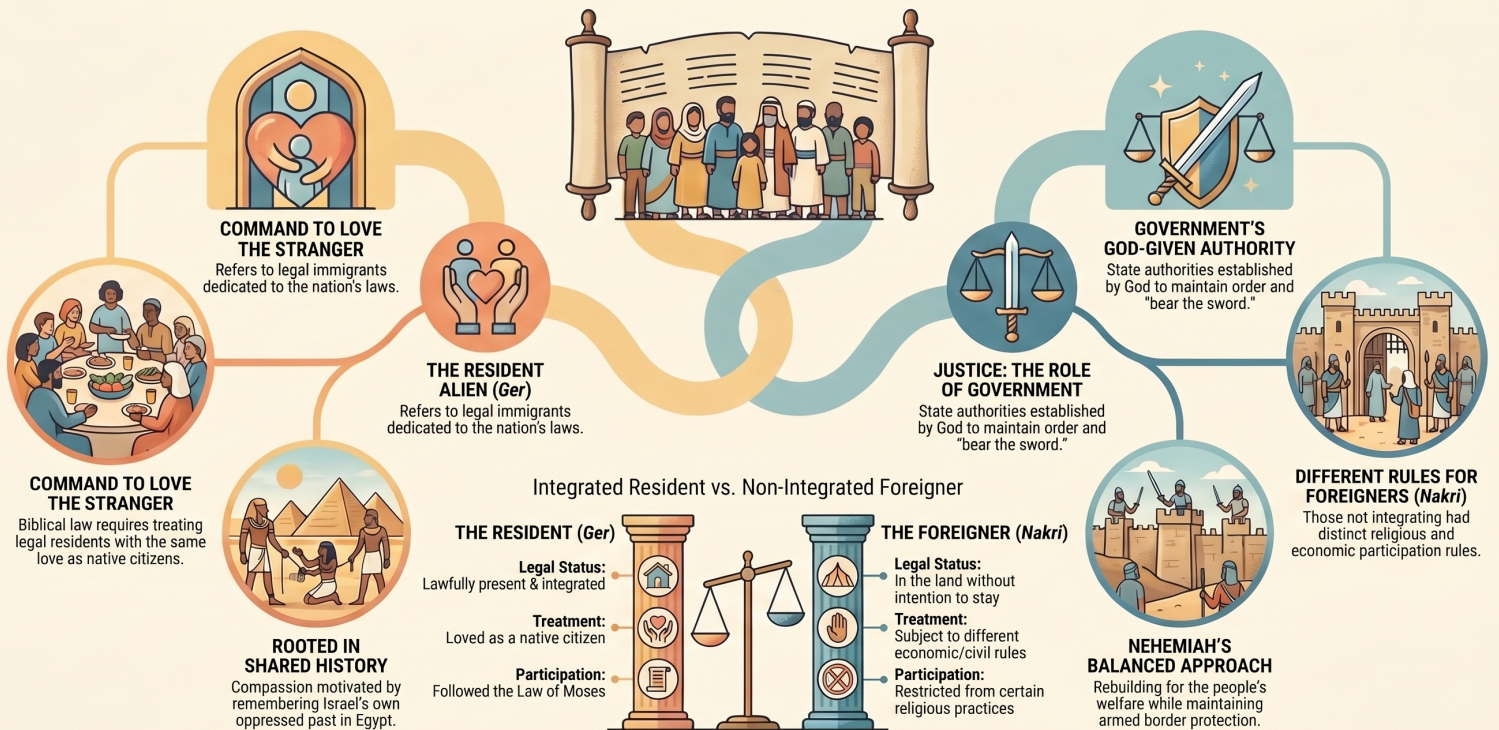 COMMAND TO LOVE
THE STRANGER
Refers to legal immigrants
dedicated to the nation's laws.
GOVERNMENT'S
GOD-GIVEN AUTHORITY
State authorities established
by God to maintain order and
"bear the sword."
THE RESIDENT
ALIEN (Ger)
Refers to legal immigrants
dedicated to the nation's laws.
JUSTICE: THE ROLE
OF GOVERNMENT
State authorities established
by God to maintain order and
“bear the sword.”
COMMAND TO LOVE
THE STRANGER
Biblical law requires treating
legal residents with the same
love as native citizens.
DIFFERENT RULES FOR
FOREIGNERS (Nakri)
Those not integrating had
distinct religious and
economic participation rules.
ROOTED IN
SHARED HISTORY
Compassion motivated by
remembering Israel's own
oppressed past in Egypt.
NEHEMIAH'S
BALANCED APPROACH
Rebuilding for the people's
welfare while maintaining
armed border protection.
Integrated Resident vs. Non-Integrated Foreigner
THE RESIDENT (Ger)
Legal Status:
Lawfully present & integrated
Treatment:
Loved as a native citizen
Participation:
Followed the Law of Moses
THE FOREIGNER (Nakri)
Legal Status:
In the land without
intention to stay
Treatment:
Subject to different
economic/civil rules
Participation:
Restricted from certain
religious practices